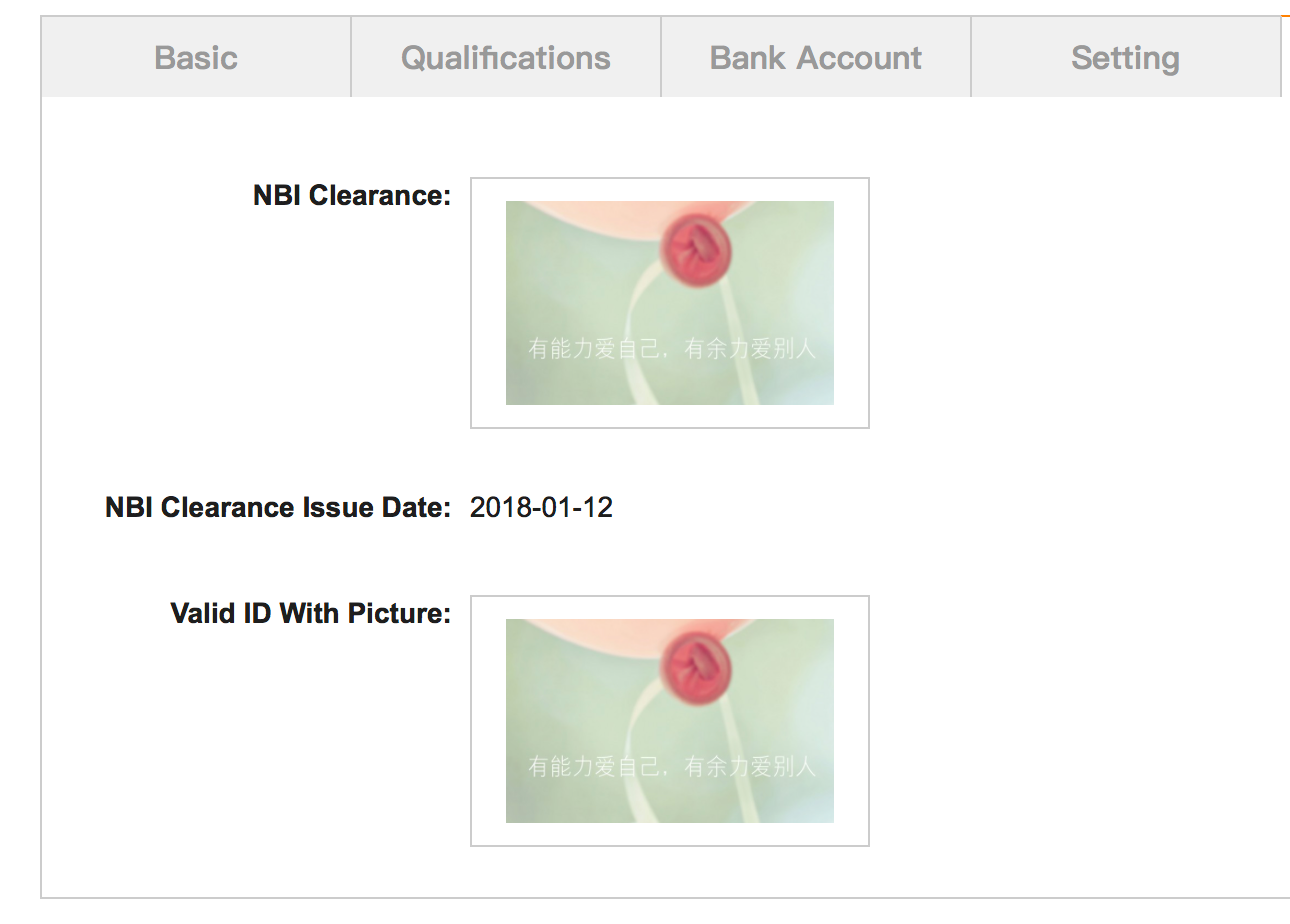 Basic
Qualifications
Bank Account
Setting
NBI Clearance:
有能力爱自己，有余力爱别人
NBI Clearance Issue Date: 2018-01-12
Valid ID With Picture:
有能力爱自己，有余力爱别人